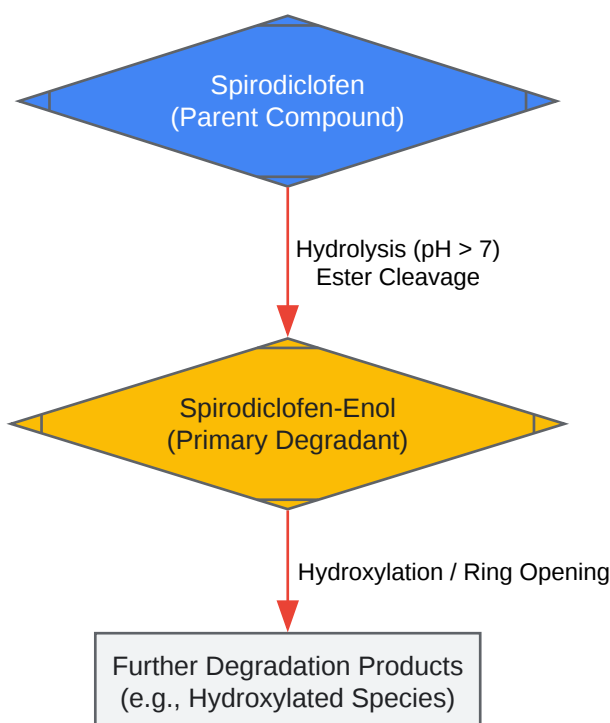 Spirodiclofen
(Parent Compound)
Hydrolysis (pH > 7)
Ester Cleavage
Spirodiclofen-Enol
(Primary Degradant)
Hydroxylation / Ring Opening
Further Degradation Products
(e.g., Hydroxylated Species)